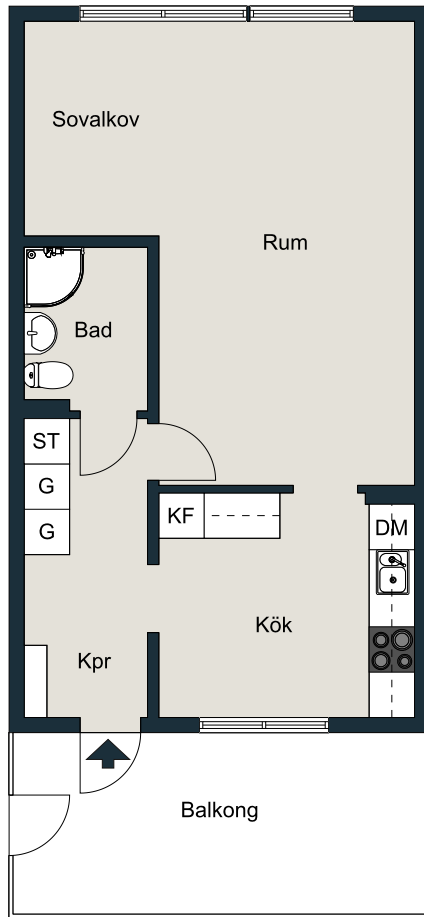 Sovalkov
Rum
Bad
ST
G
G
KF
DM
Kök
Kpr
Balkong